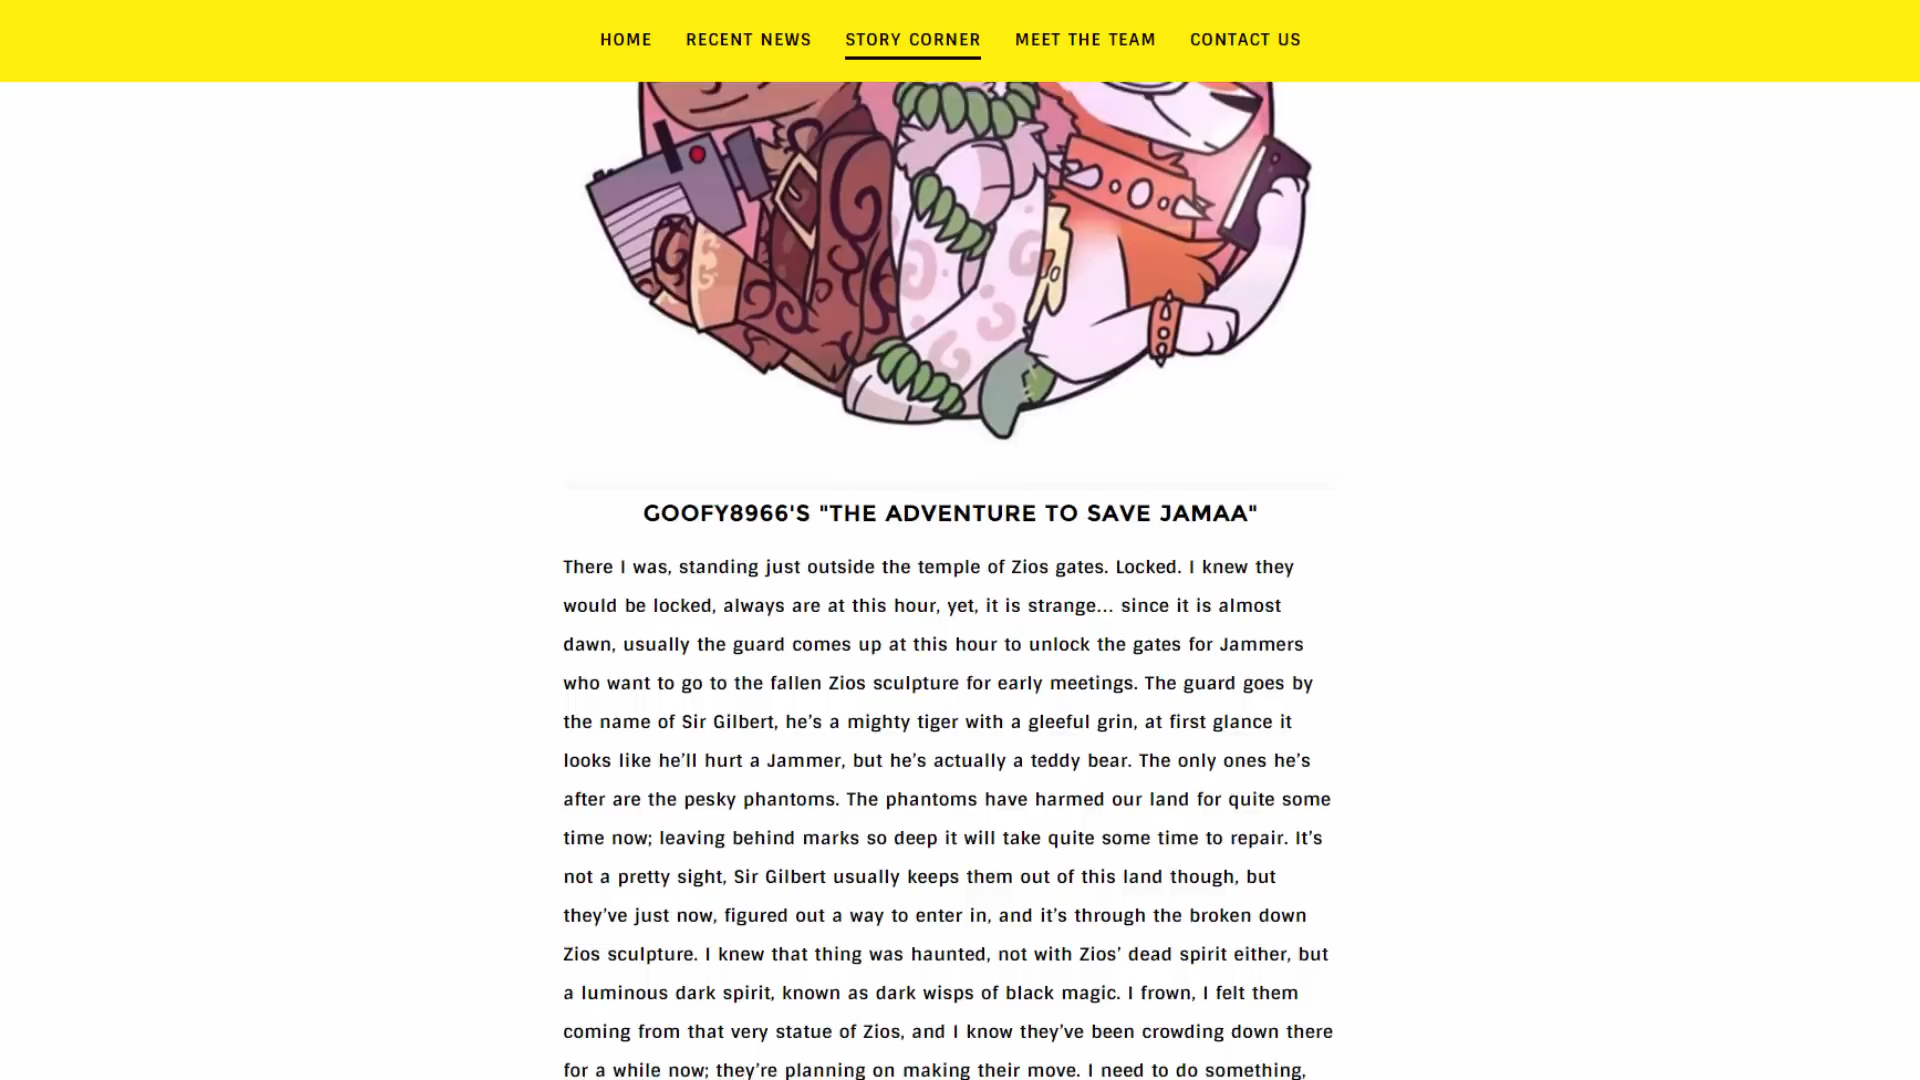 HOME RECENT NEWS STORY CORNER MEET THE TEAM CONTACT US
GOOFY8966'S "THE ADVENTURE TO SAVE JAMAA"
There I was, standing just outside the temple of Zios gates. Locked. I knew they
would be locked, always are at this hour, yet, it is strange... since it is almost
dawn, usually the guard comes up at this hour to unlock the gates for Jammers
who want to go to the fallen Zios sculpture for early meetings. The guard goes by
the name of Sir Gilbert, he’s a mighty tiger with a gleeful grin, at first glance it
looks like he’ll hurt a Jammer, but he’s actually a teddy bear. The only ones he’s
after are the pesky phantoms. The phantoms have harmed our land for quite some
time now; leaving behind marks so deep it will take quite some time to repair. It’s
not a pretty sight, Sir Gilbert usually keeps them out of this land though, but
they’ve just now, figured out a way to enter in, and it’s through the broken down
Zios sculpture. I knew that thing was haunted, not with Zios’ dead spirit either, but
a luminous dark spirit, known as dark wisps of black magic. I frown, I felt them
coming from that very statue of Zios, and I know they’ve been crowding down there
for a while now; they’re planning on making their move. I need to do something,